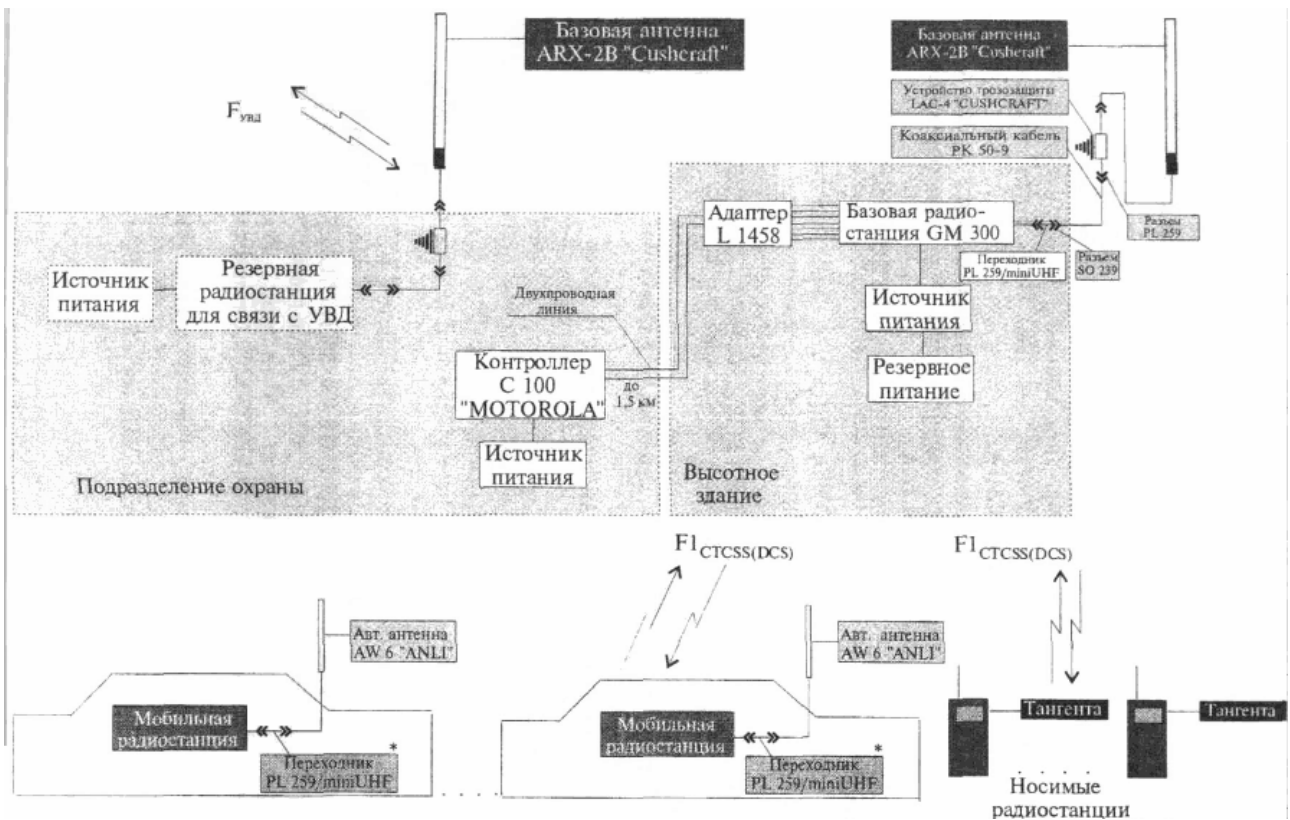 Базовая антенна
ARX-2B "Cushcraft"
Базовая антенна
ARX-2B "Cushcraft"
Устройство грозозащиты
LAC-4 "CUSHCRAFT"
Коаксиальный кабель
РК 50-9
Fувд
Адаптер
L 1458
Базовая радио-
станция GM 300
Разъем
PL 259
Переходник
PL 259/miniUHF
Разъем
SO 239
Источник
питания
Резервная
радиостанция
для связи с УВД
Двухпроводная
линия
Источник
питания
Контроллер
C 100
"MOTOROLA"
до
1,5 км
Резервное
питание
Источник
питания
Подразделение охраны
Высотное
здание
F1CTCSS(DCS)
F1CTCSS(DCS)
Авт. антенна
AW 6 "ANLI"
Авт. антенна
AW 6 "ANLI"
Мобильная
радиостанция
Переходник *
PL 259/miniUHF
Мобильная
радиостанция
Переходник *
PL 259/miniUHF
Тангента
Тангента
. . . . .
. . . .
Носимые
радиостанции